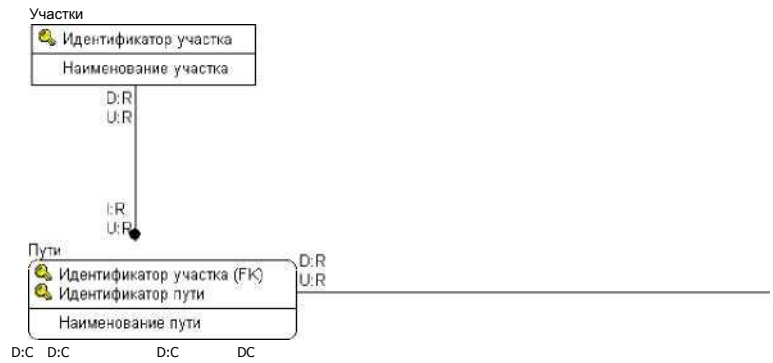 Участки
Идентификатор участка
Наименование участка
D:R
U:R
I:R
U:R
Пути
Идентификатор участка (FK)
Идентификатор пути
Наименование пути
D:R
U:R
D:C D:C D:C DC